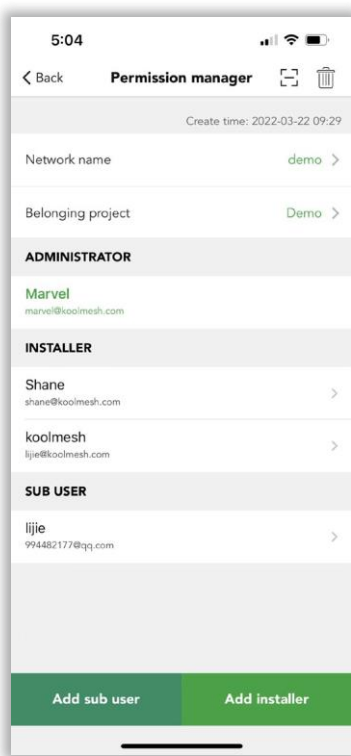 5:04
Back Permission manager
Create time: 2022-03-22 09:29
Network name demo
Belonging project Demo
ADMINISTRATOR
Marvel
marvel@koolmesh.com
INSTALLER
Shane
shane@koolmesh.com
koolmesh
lijie@koolmesh.com
SUB USER
lijie
994482177@qq.com
Add sub user Add installer